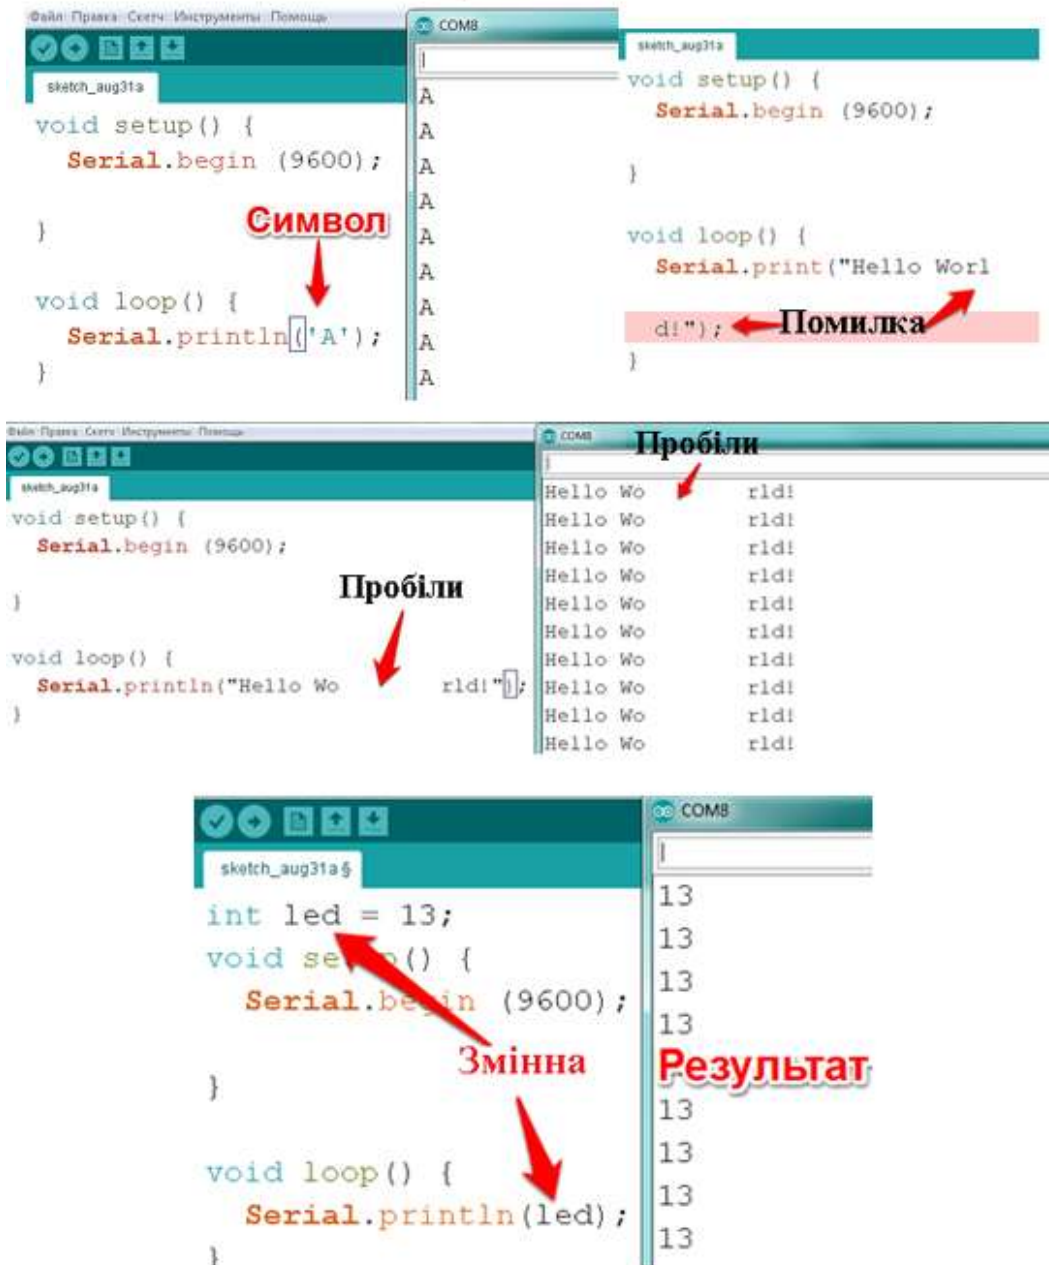 Файл Правка Скетч Инструменты Помощь
sketch_aug31a
void setup() {
Serial.begin (9600);
}
Символ
void loop() {
Serial.println('A');
}
COM8
A
A
A
A
A
A
A
A
A
sketch_aug31a
void setup() {
Serial.begin (9600);
}
void loop() {
Serial.print("Hello Worl
d!");
Помилка
}
Файл Правка Скетч Инструменты Помощь
sketch_aug31a
void setup() {
Serial.begin (9600);
}
Пробіли
void loop() {
Serial.println("Hello Wo        rld!");
}
COM8
Пробіли
Hello Wo        rld!
Hello Wo        rld!
Hello Wo        rld!
Hello Wo        rld!
Hello Wo        rld!
Hello Wo        rld!
Hello Wo        rld!
Hello Wo        rld!
Hello Wo        rld!
Hello Wo        rld!
sketch_aug31a §
int led = 13;
void setup() {
Serial.begin (9600);
Змінна
}
void loop() {
Serial.println(led);
}
COM8
13
13
13
13
Результат
13
13
13
13